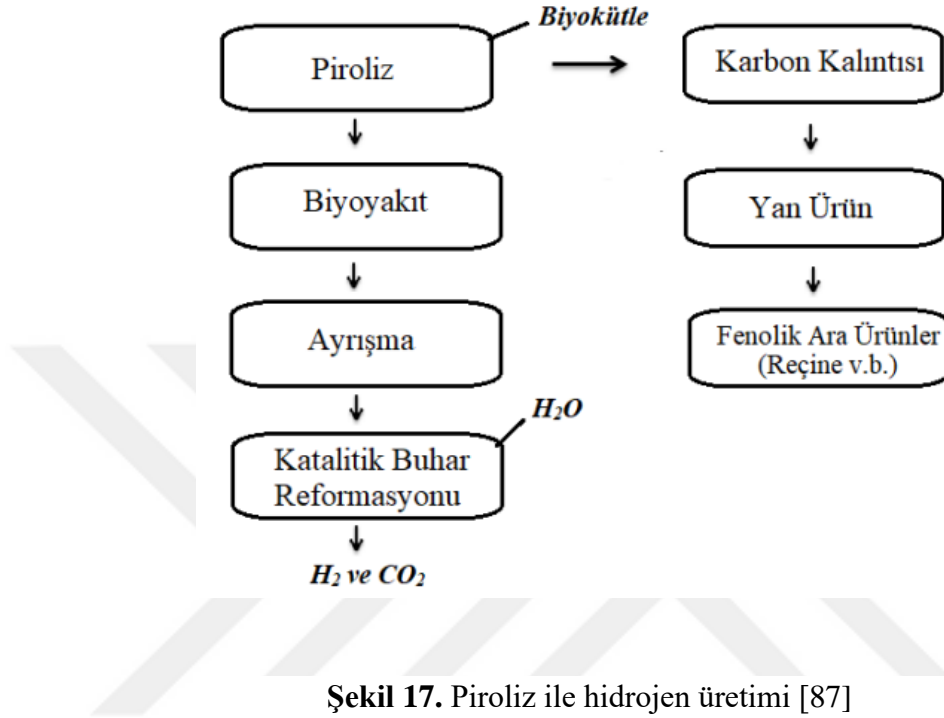 Biyokütle
Piroliz
Karbon Kalıntısı
Biyoyakıt
Yan Ürün
Ayrışma
Fenolik Ara Ürünler
(Reçine v.b.)
H₂O
Katalitik Buhar
Reformasyonu
H₂ ve CO₂
Şekil 17. Piroliz ile hidrojen üretimi [87]